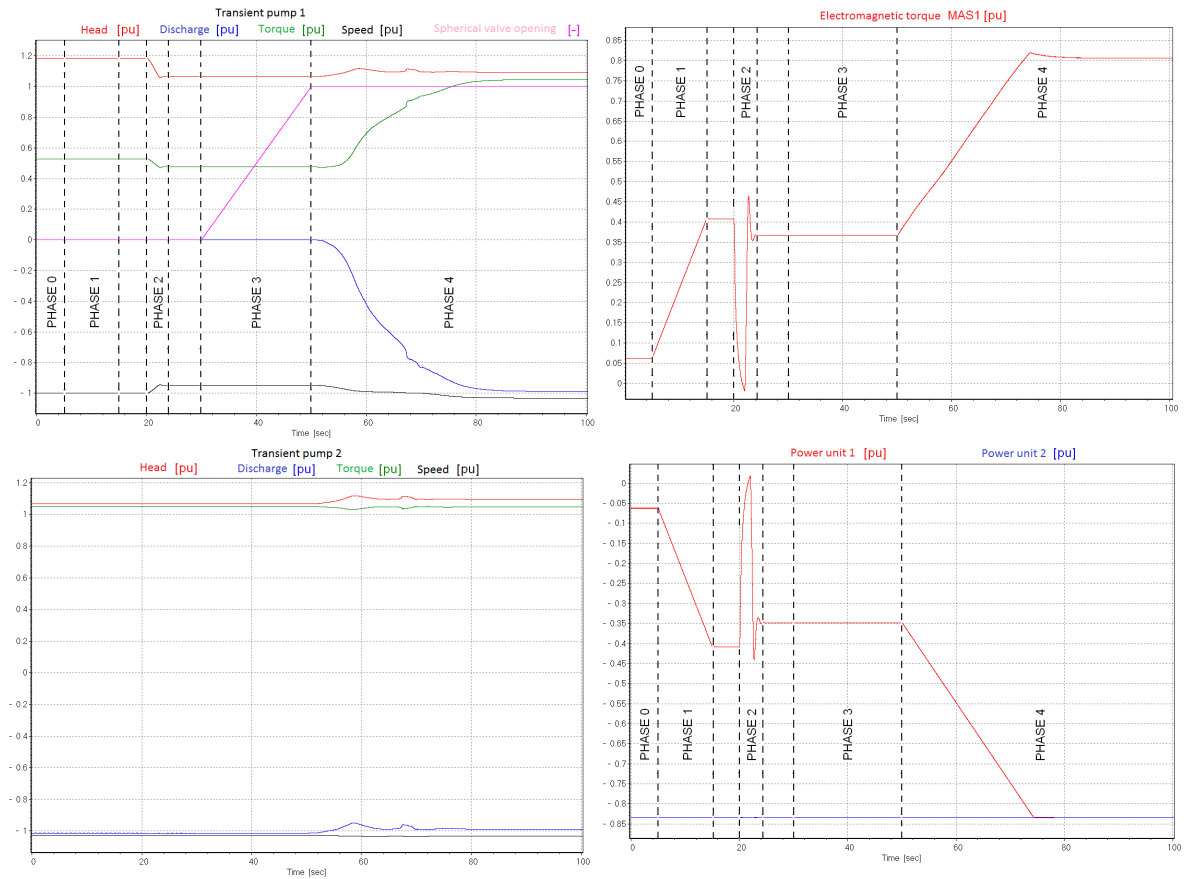 Transient pump 1
Head [pu] Discharge [pu] Torque [pu] Speed [pu] Spherical valve opening [-]
1.2
1
0.8
0.6
0.4
0.2
0
- 0.2
- 0.4
- 0.6
- 0.8
- 1
PHASE 0
PHASE 1
PHASE 2
PHASE 3
PHASE 4
0 20 40 60 80 100
Time [sec]
Electromagnetic torque MAS1 [pu]
0.85
0.8
0.75
0.7
0.65
0.6
0.55
0.5
0.45
0.4
0.35
0.3
0.25
0.2
0.15
0.1
0.05
0
PHASE 0
PHASE 1
PHASE 2
PHASE 3
PHASE 4
20 40 60 80 100
Time [sec]
Transient pump 2
Head [pu] Discharge [pu] Torque [pu] Speed [pu]
1.2
1
0.8
0.6
0.4
0.2
0
- 0.2
- 0.4
- 0.6
- 0.8
- 1
0 20 40 60 80 100
Time [sec]
Power unit 1 [pu] Power unit 2 [pu]
0
- 0.05
- 0.1
- 0.15
- 0.2
- 0.25
- 0.3
- 0.35
- 0.4
- 0.45
- 0.5
- 0.55
- 0.6
- 0.65
- 0.7
- 0.75
- 0.8
- 0.85
PHASE 0
PHASE 1
PHASE 2
PHASE 3
PHASE 4
0 20 40 60 80 100
Time [sec]